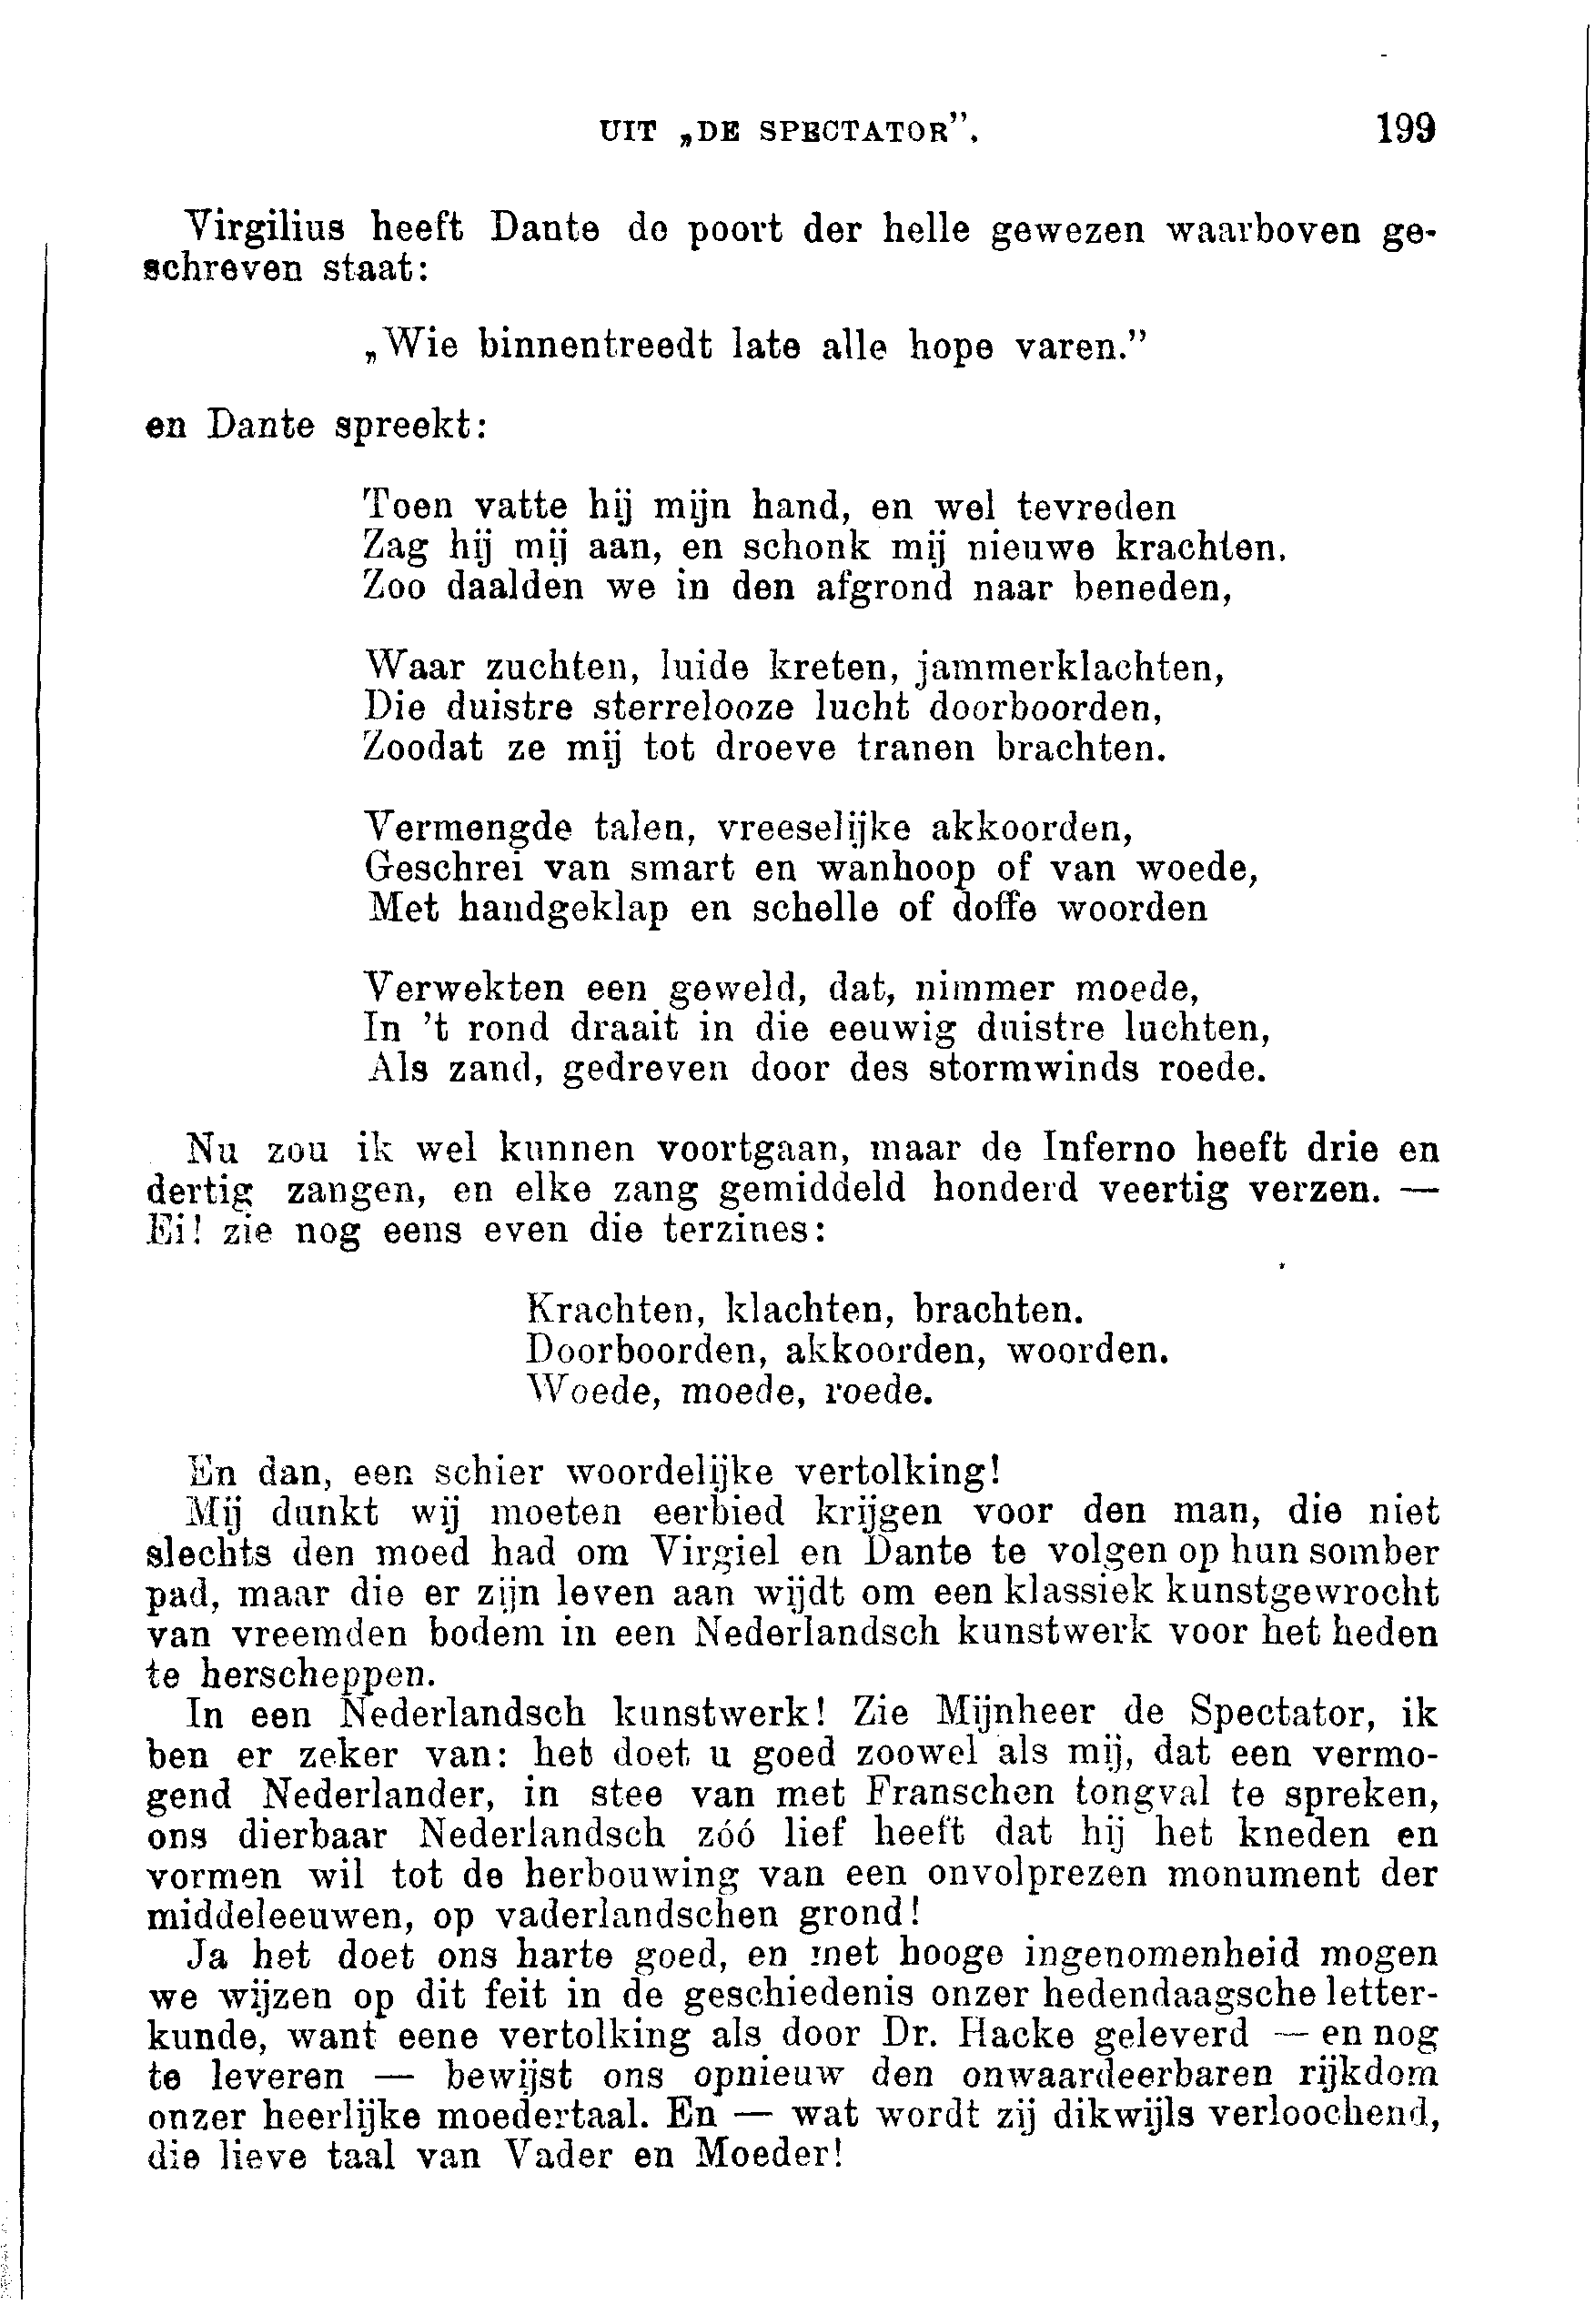 UIT „DE SPECTATOR”. 199
Virgilius heeft Dante de poort der helle gewezen waarboven ge-
schreven staat:
„Wie binnentreedt late alle hope varen.”
en Dante spreekt:
Toen vatte hij mijn hand, en wel tevreden
Zag hij mij aan, en schonk mij nieuwe krachten.
Zoo daalden we in den afgrond naar beneden,
Waar zuchten, luide kreten, jammerklachten,
Die duistre sterrelooze lucht doorboorden,
Zoodat ze mij tot droeve tranen brachten.
Vermengde talen, vreeselijke akkoorden,
Geschrei van smart en wanhoop of van woede,
Met handgeklap en schelle of doffe woorden
Verwekten een geweld, dat, nimmer moede,
In ’t rond draait in die eeuwig duistre luchten,
Als zand, gedreven door des stormwinds roede.
Nu zou ik wel kunnen voortgaan, maar de Inferno heeft drie en
dertig zangen, en elke zang gemiddeld honderd veertig verzen. —
Ei! zie nog eens even die terzines:
Krachten, klachten, brachten.
Doorboorden, akkoorden, woorden.
Woede, moede, roede.
En dan, een schier woordelijke vertolking!
Mij dunkt wij moeten eerbied krijgen voor den man, die niet
slechts den moed had om Virgiel en Dante te volgen op hun somber
pad, maar die er zijn leven aan wijdt om een klassiek kunstgewrocht
van vreemden bodem in een Nederlandsch kunstwerk voor het heden
te herscheppen.
In een Nederlandsch kunstwerk! Zie Mijnheer de Spectator, ik
ben er zeker van: het doet u goed zoowel als mij, dat een vermo-
gend Nederlander, in stee van met Franschen tongval te spreken,
ons dierbaar Nederlandsch zóó lief heeft dat hij het kneden en
vormen wil tot de herbouwing van een onvolprezen monument der
middeleeuwen, op vaderlandschen grond!
Ja het doet ons harte goed, en met hooge ingenomenheid mogen
we wijzen op dit feit in de geschiedenis onzer hedendaagsche letter-
kunde, want eene vertolking als door Dr. Hacke geleverd — en nog
te leveren — bewijst ons opnieuw den onwaardeerbaren rijkdom
onzer heerlijke moedertaal. En — wat wordt zij dikwijls verloochend,
die lieve taal van Vader en Moeder!